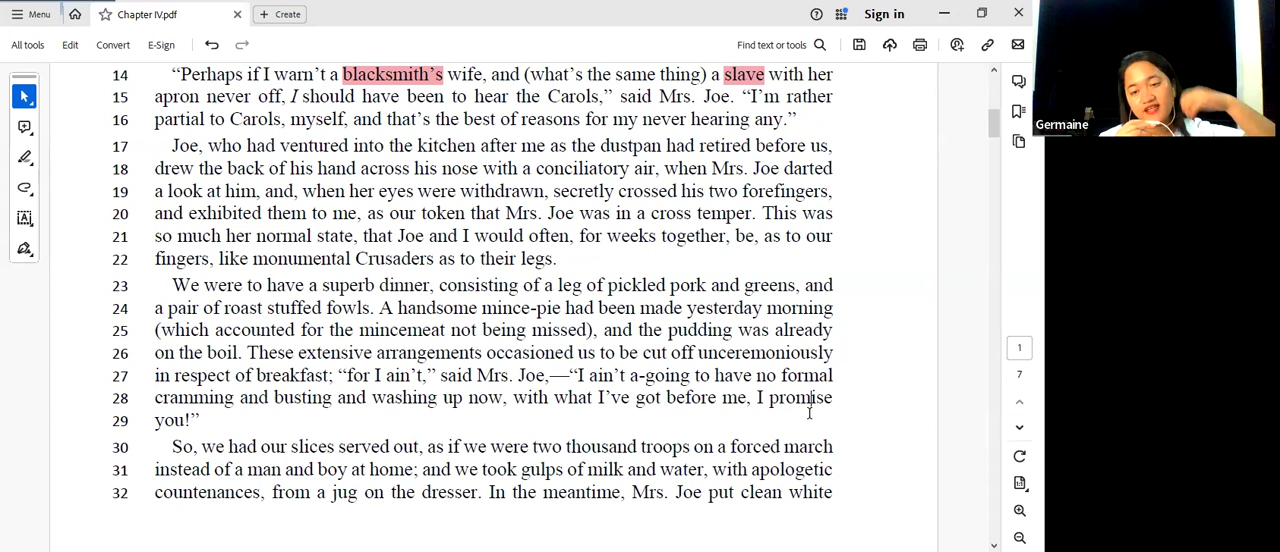 Menu
Chapter IV.pdf
Create
Sign in
All tools
Edit
Convert
E-Sign
Find text or tools
14 “Perhaps if I warn’t a blacksmith’s wife, and (what’s the same thing) a slave with her
15 apron never off, I should have been to hear the Carols,” said Mrs. Joe. “I’m rather
16 partial to Carols, myself, and that’s the best of reasons for my never hearing any.”
17 Joe, who had ventured into the kitchen after me as the dustpan had retired before us,
18 drew the back of his hand across his nose with a conciliatory air, when Mrs. Joe darted
19 a look at him, and, when her eyes were withdrawn, secretly crossed his two forefingers,
20 and exhibited them to me, as our token that Mrs. Joe was in a cross temper. This was
21 so much her normal state, that Joe and I would often, for weeks together, be, as to our
22 fingers, like monumental Crusaders as to their legs.
23 We were to have a superb dinner, consisting of a leg of pickled pork and greens, and
24 a pair of roast stuffed fowls. A handsome mince-pie had been made yesterday morning
25 (which accounted for the mincemeat not being missed), and the pudding was already
26 on the boil. These extensive arrangements occasioned us to be cut off unceremoniously
27 in respect of breakfast; “for I ain’t,” said Mrs. Joe,—“I ain’t a-going to have no formal
28 cramming and busting and washing up now, with what I’ve got before me, I promise
29 you!”
30 So, we had our slices served out, as if we were two thousand troops on a forced march
31 instead of a man and boy at home; and we took gulps of milk and water, with apologetic
32 countenances, from a jug on the dresser. In the meantime, Mrs. Joe put clean white
1
7
Germaine